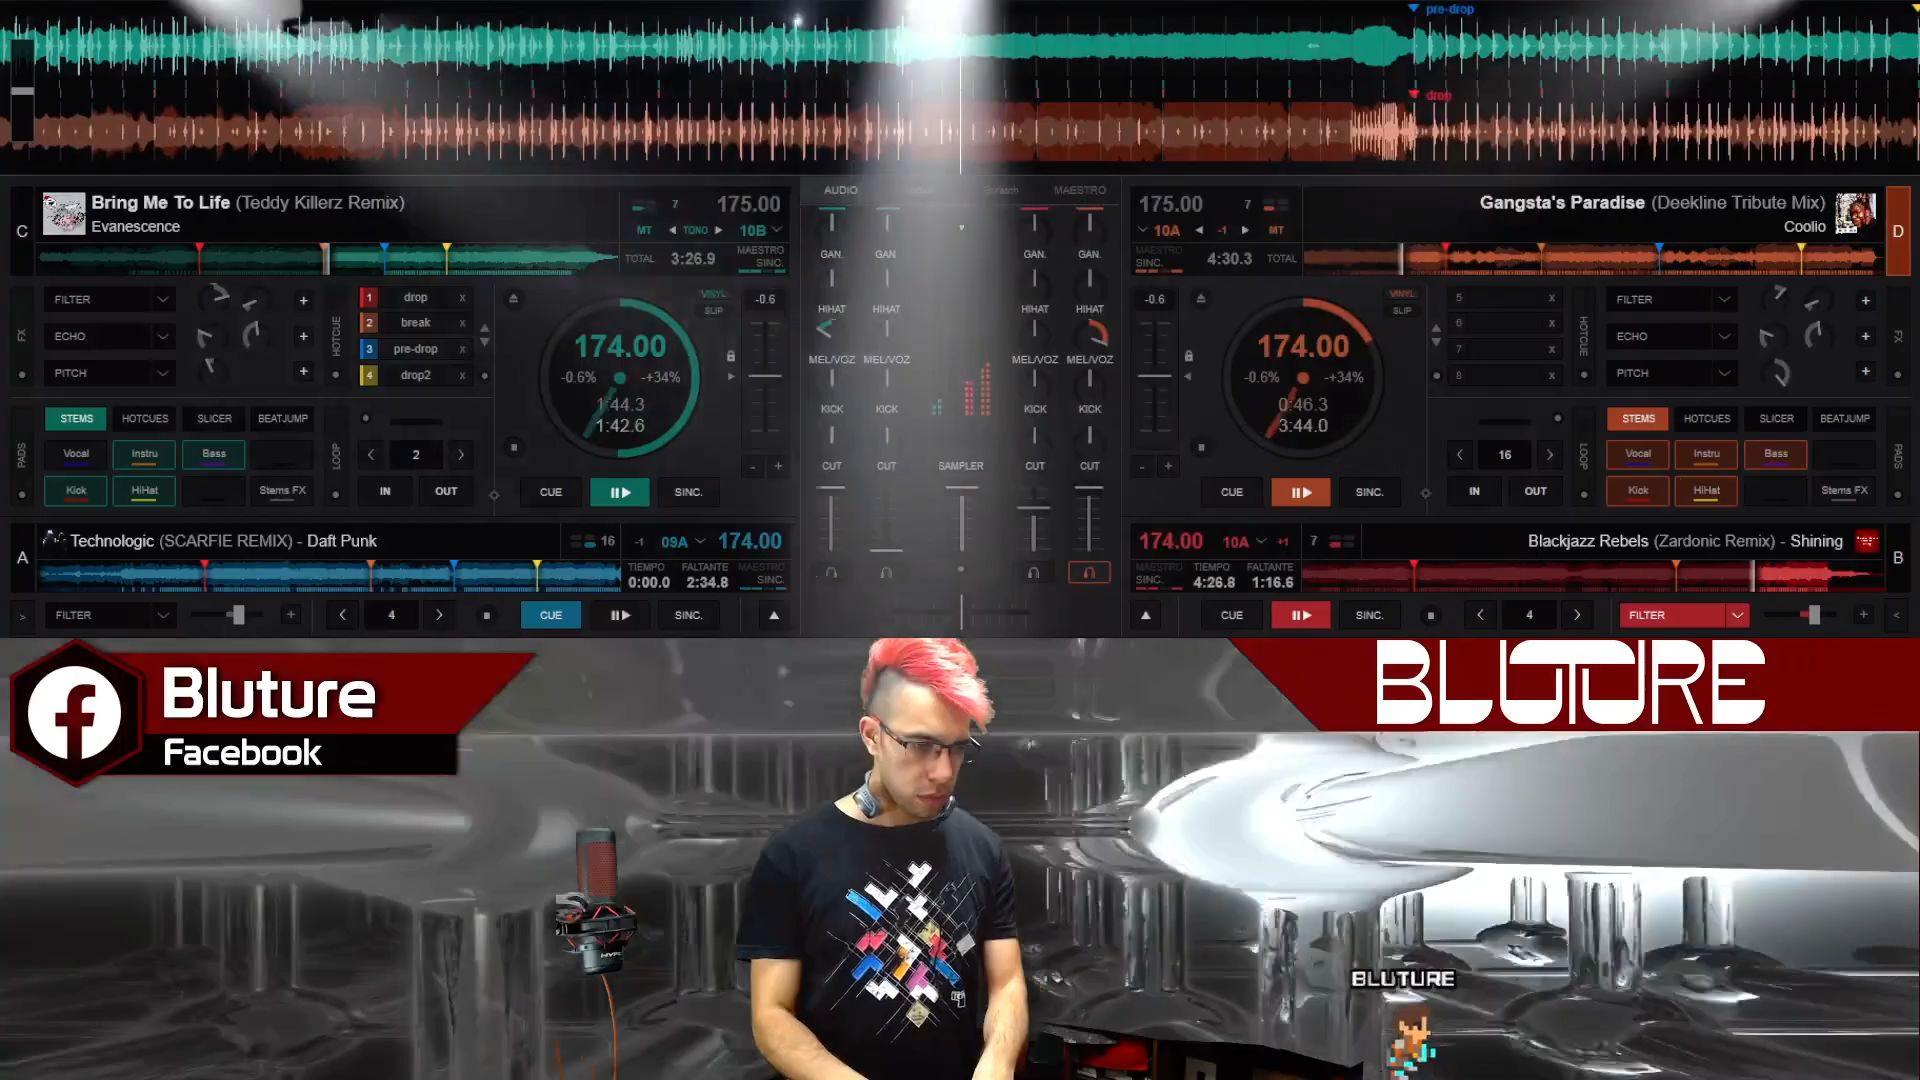 pre-drop
drop
C
Bring Me To Life (Teddy Killerz Remix)
Evanescence
7
175.00
MT
TONO
10B
TOTAL
3:26.9
MAESTRO
SINC.
AUDIO
MAESTRO
175.00
7
10A
-1
MT
MAESTRO
SINC.
4:30.3
TOTAL
Gangsta's Paradise (Deekline Tribute Mix)
Coolio
D
FX
FILTER
ECHO
PITCH
HOTCUE
1 drop x
2 break x
3 pre-drop x
4 drop2 x
VINYL
SLIP
-0.6
174.00
-0.6%
+34%
1:44.3
1:42.6
GAN. GAN GAN. GAN.
HIHAT HIHAT HIHAT HIHAT
MEL/VOZ MEL/VOZ MEL/VOZ MEL/VOZ
KICK KICK KICK KICK
CUT CUT SAMPLER CUT CUT
-0.6
VINYL
SLIP
174.00
-0.6%
+34%
0:46.3
3:44.0
5 x
6 x
7 x
8 x
HOTCUE
FILTER
ECHO
PITCH
FX
PADS
STEMS HOTCUES SLICER BEATJUMP
Vocal Instru Bass
Kick HiHat Stems FX
LOOP
2
IN OUT
CUE SINC.
CUE SINC.
16
IN OUT
LOOP
STEMS HOTCUES SLICER BEATJUMP
Vocal Instru Bass
Kick HiHat Stems FX
PADS
A
Technologic (SCARFIE REMIX) - Daft Punk
16
-1 09A 174.00
TIEMPO FALTANTE MAESTRO
0:00.0 2:34.8 SINC.
174.00 10A +1 7
MAESTRO TIEMPO FALTANTE
SINC. 4:26.8 1:16.6
Blackjazz Rebels (Zardonic Remix) - Shining
B
FILTER
4
CUE SINC.
CUE SINC.
4
FILTER
Bluture
Facebook
BLUTURE
HYPE
BLUTURE